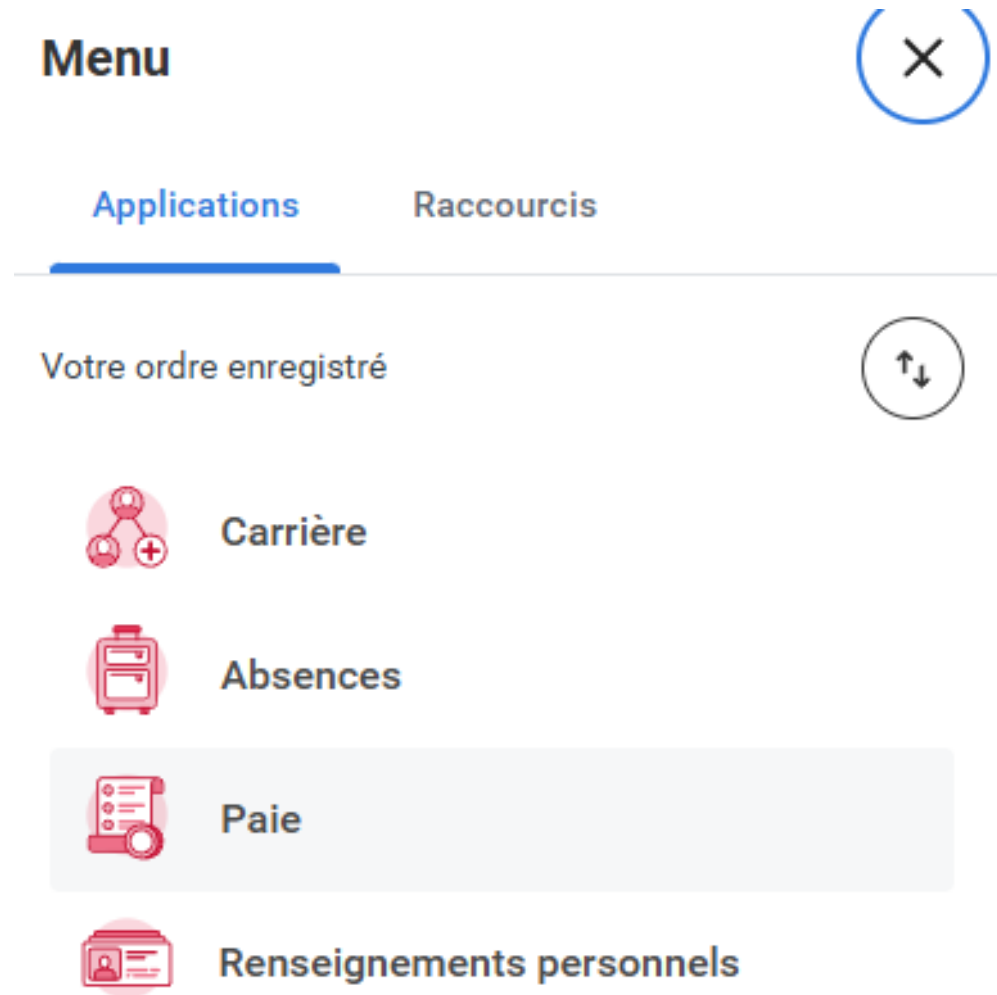 Menu
Applications Raccourcis
Votre ordre enregistré
Carrière
Absences
Paie
Renseignements personnels